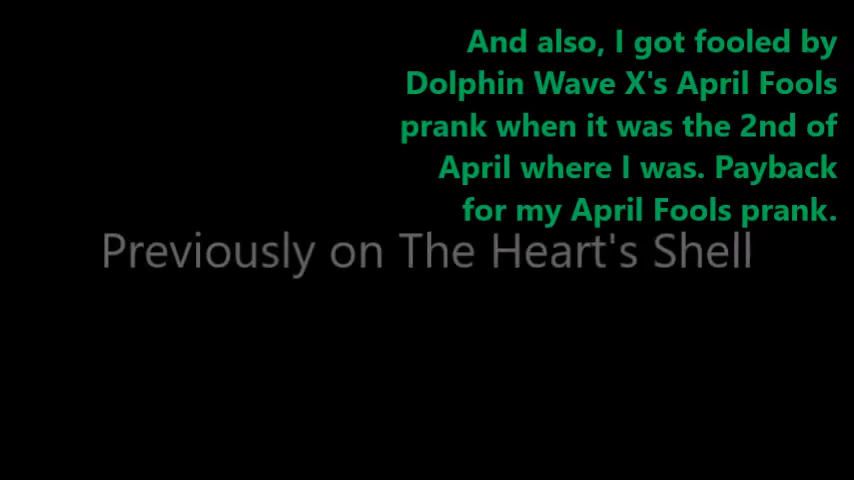 And also, I got fooled by
Dolphin Wave X's April Fools
prank when it was the 2nd of
April where I was. Payback
for my April Fools prank.
Previously on The Heart's Shell